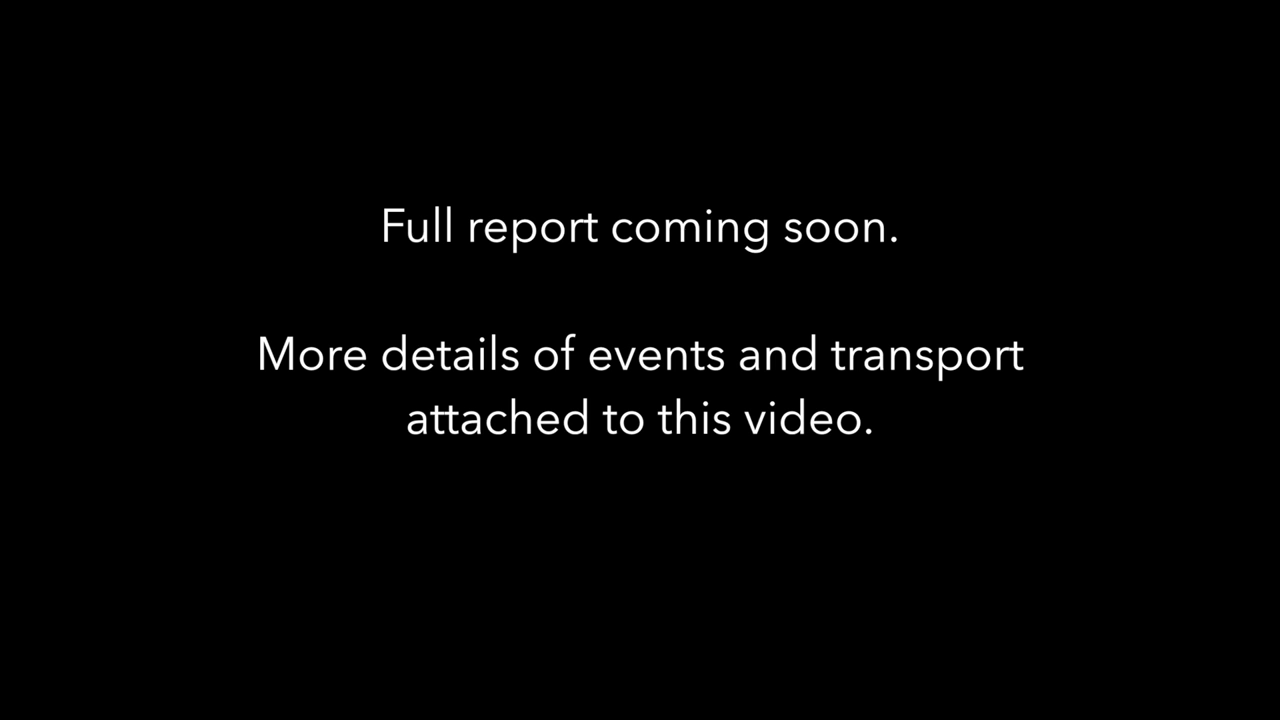 Full report coming soon.
More details of events and transport
attached to this video.